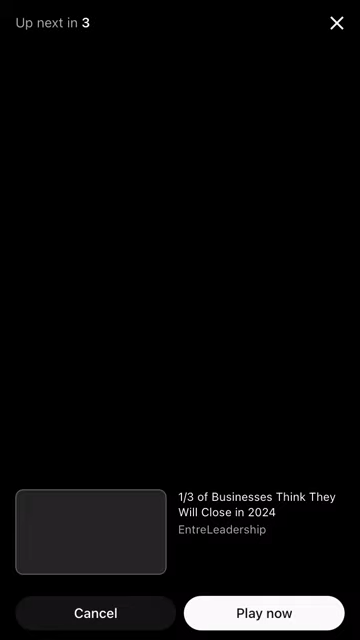 Up next in 3
1/3 of Businesses Think They
Will Close in 2024
EntreLeadership
Cancel
Play now